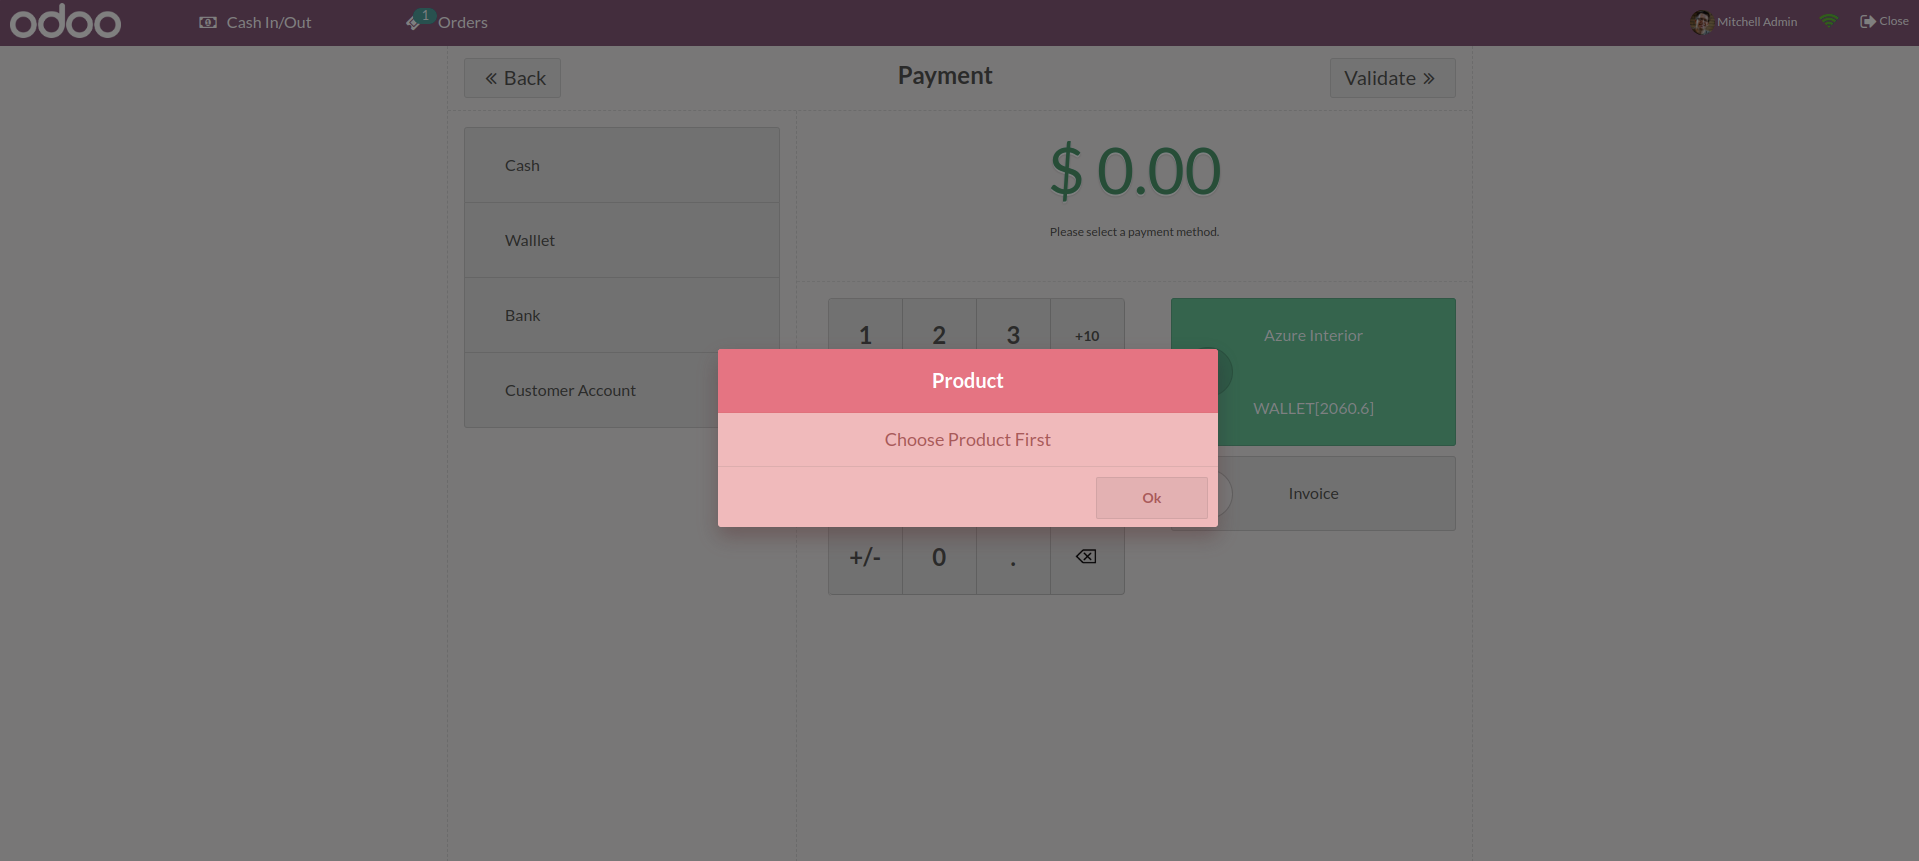 odoo
Cash In/Out
1
Orders
Mitchell Admin
Close
Back
Payment
Validate
Cash
Walllet
Bank
Customer Account
$ 0.00
Please select a payment method.
1 2 3 +10
Azure Interior
WALLET[2060.6]
Product
Choose Product First
Ok
Invoice
+/- 0 .